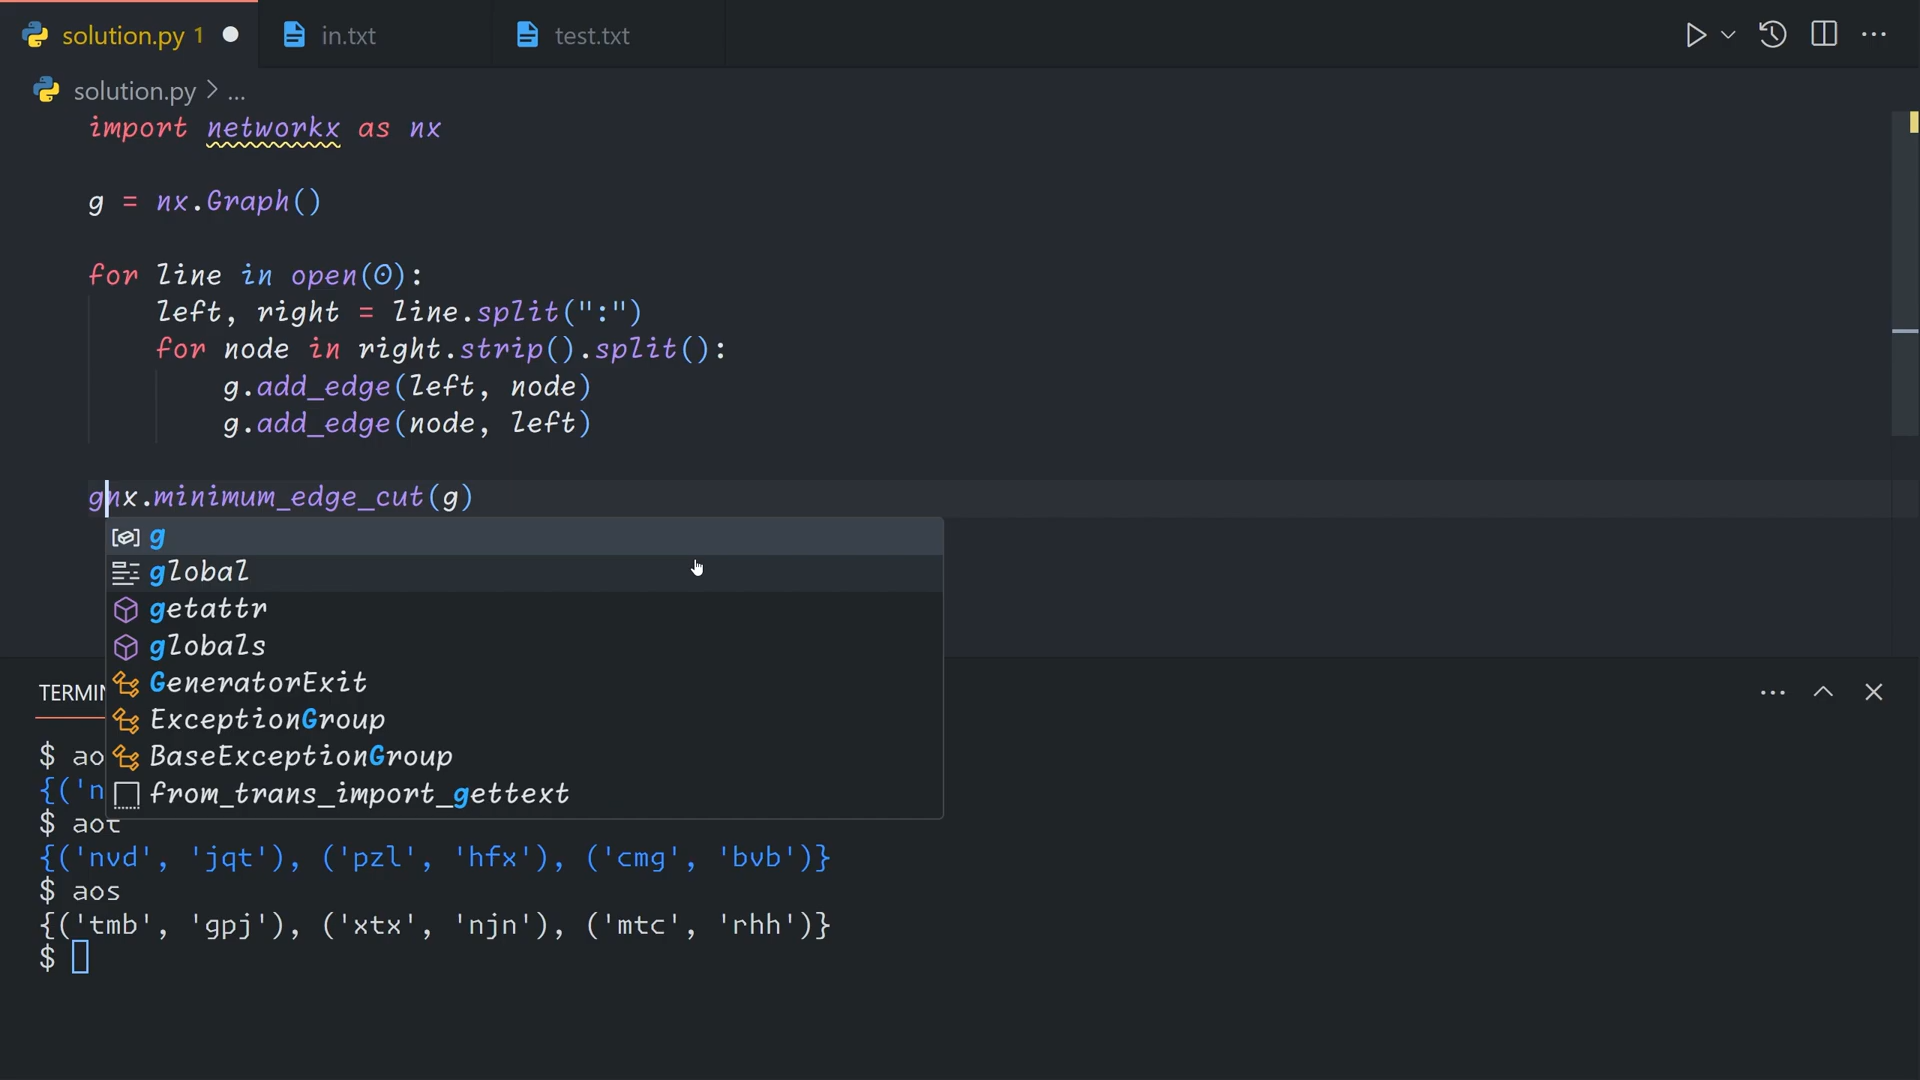 solution.py 1
in.txt
test.txt
solution.py > ...
import networkx as nx
g = nx.Graph()
for line in open(0):
left, right = line.split(":")
for node in right.strip().split():
g.add_edge(left, node)
g.add_edge(node, left)
gnx.minimum_edge_cut(g)
g
global
getattr
globals
GeneratorExit
ExceptionGroup
BaseExceptionGroup
from_trans_import_gettext
TERMIN
$ ao
{('n
$ aot
{('nvd', 'jqt'), ('pzl', 'hfx'), ('cmg', 'bvb')}
$ aos
{('tmb', 'gpj'), ('xtx', 'njn'), ('mtc', 'rhh')}
$